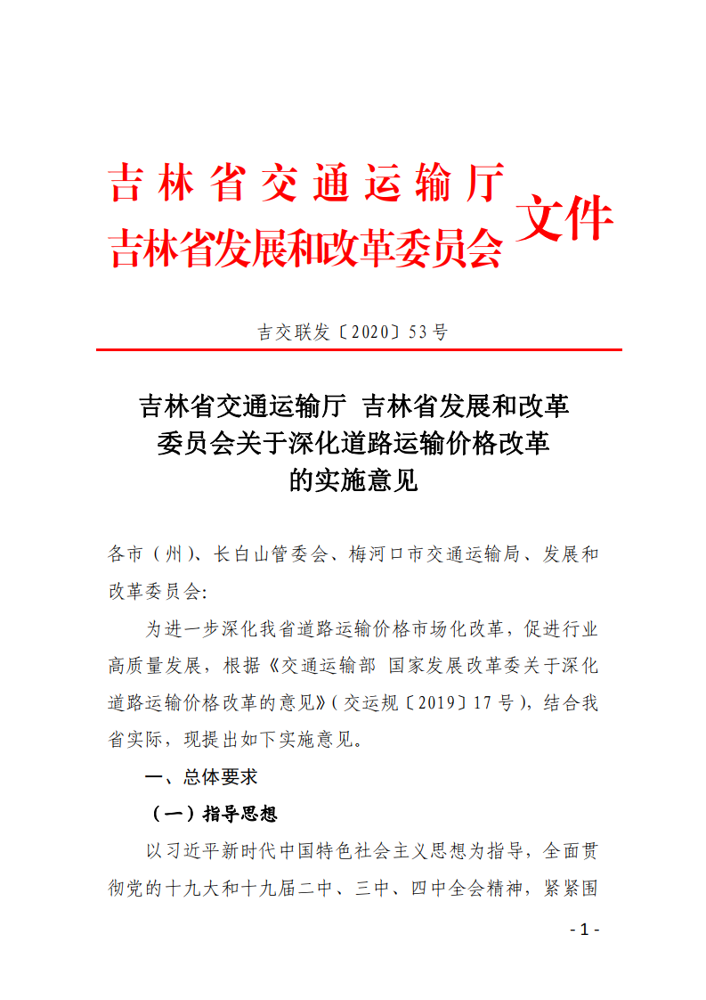 吉林省交通运输厅
吉林省发展和改革委员会
文件
吉交联发〔2020〕53号
吉林省交通运输厅 吉林省发展和改革
委员会关于深化道路运输价格改革
的实施意见
各市（州）、长白山管委会、梅河口市交通运输局、发展和
改革委员会：
为进一步深化我省道路运输价格市场化改革，促进行业
高质量发展，根据《交通运输部 国家发展改革委关于深化
道路运输价格改革的意见》（交运规〔2019〕17号），结合我
省实际，现提出如下实施意见。
一、总体要求
（一）指导思想
以习近平新时代中国特色社会主义思想为指导，全面贯
彻党的十九大和十九届二中、三中、四中全会精神，紧紧围
- 1 -